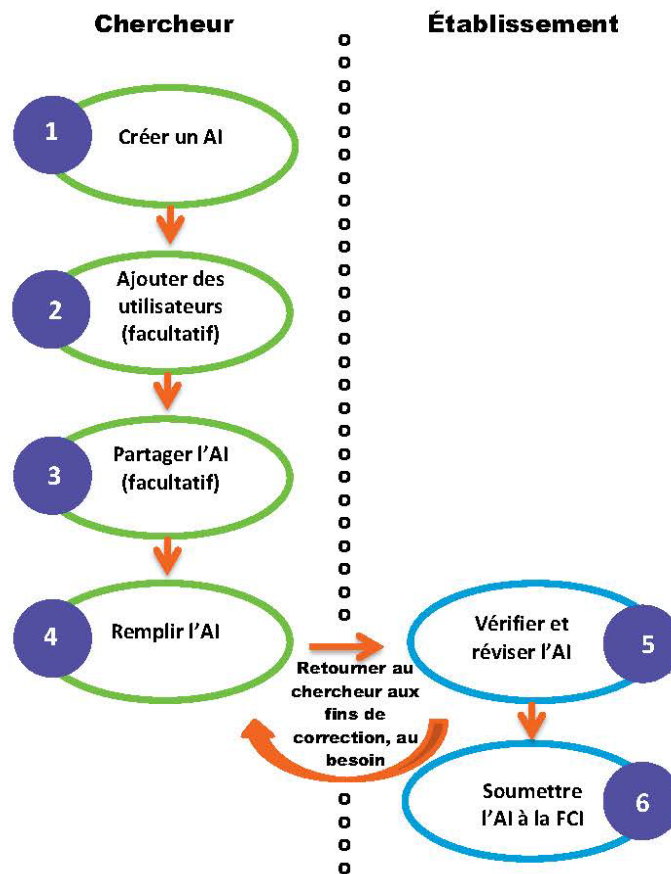 Chercheur
Établissement
1
Créer un AI
2
Ajouter des
utilisateurs
(facultatif)
3
Partager l'AI
(facultatif)
4
Remplir l'AI
5
Vérifier et
réviser l'AI
Retourner au
chercheur aux
fins de
correction, au
besoin
6
Soumettre
l'AI à la FCI